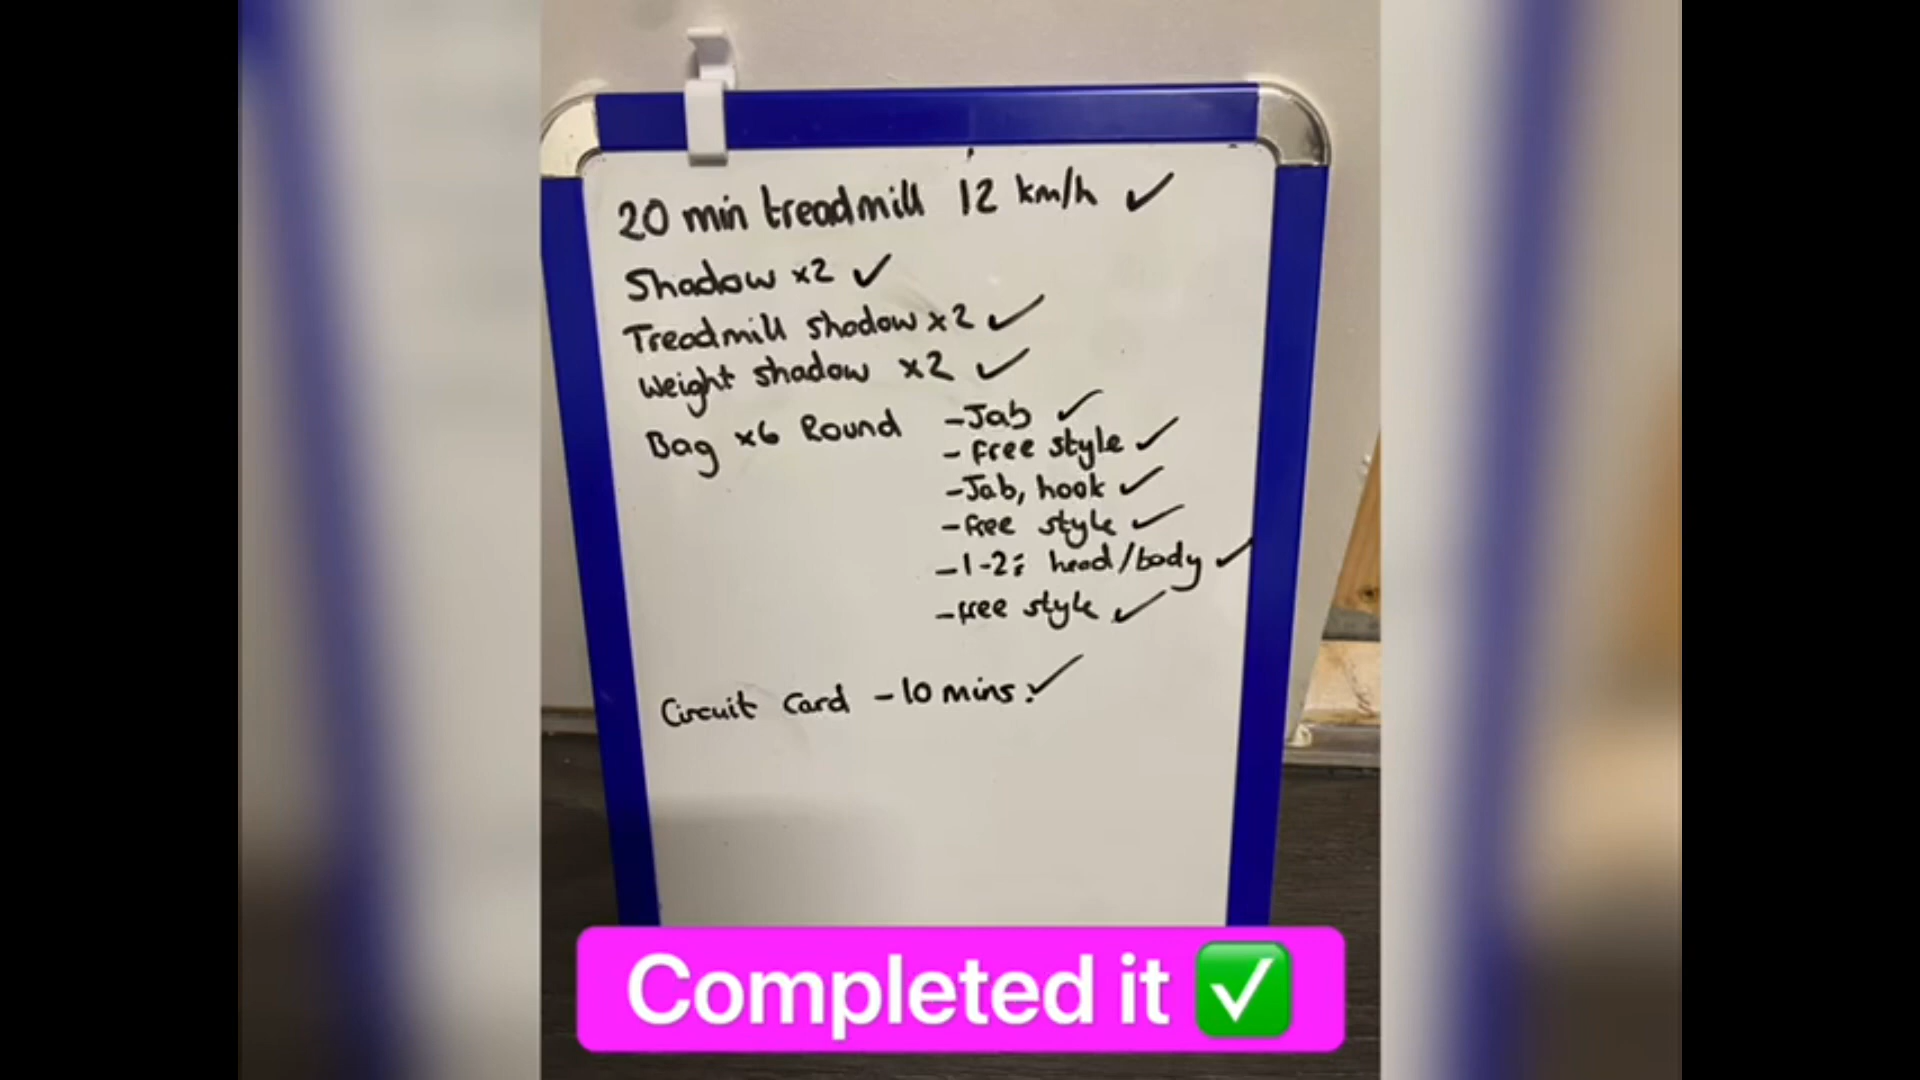 20 min treadmill 12 km/h ✓
Shadow x2 ✓
Treadmill shadow x2 ✓
Weight shadow x2 ✓
Bag x6 Round - Jab ✓
- free style ✓
- Jab, hook ✓
- free style ✓
- 1-2; head/body ✓
- free style ✓
Circuit Card - 10 mins. ✓
Completed it ✅